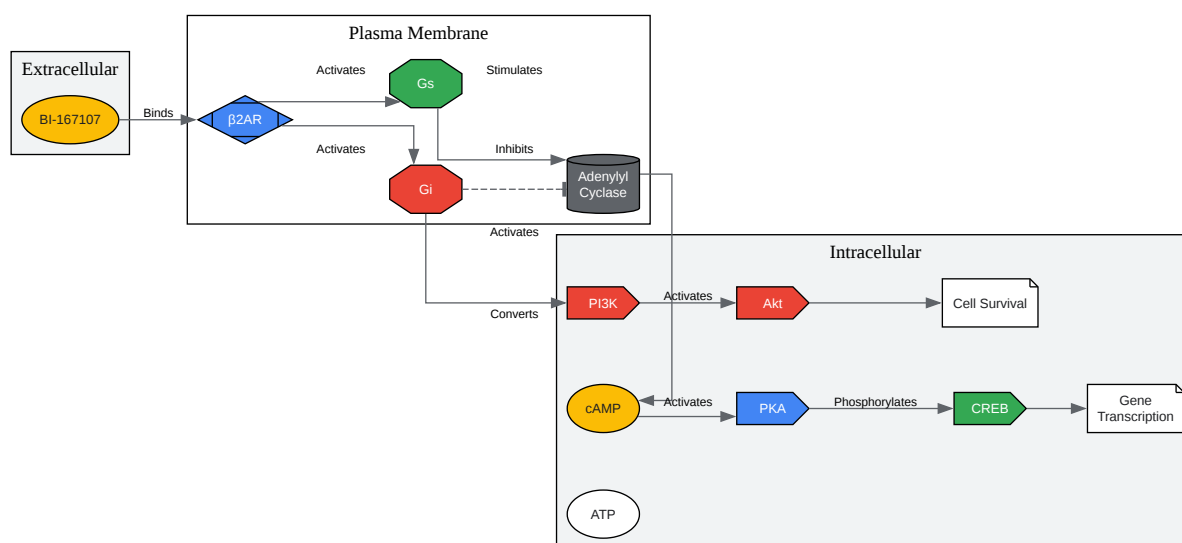 Plasma Membrane
Extracellular
Activates
Gs
Stimulates
BI-167107
Binds
β2AR
Activates
Inhibits
Gi
Adenylyl
Cyclase
Activates
Intracellular
PI3K
Activates
Akt
Cell Survival
Converts
cAMP
Activates
PKA
Phosphorylates
CREB
Gene
Transcription
ATP